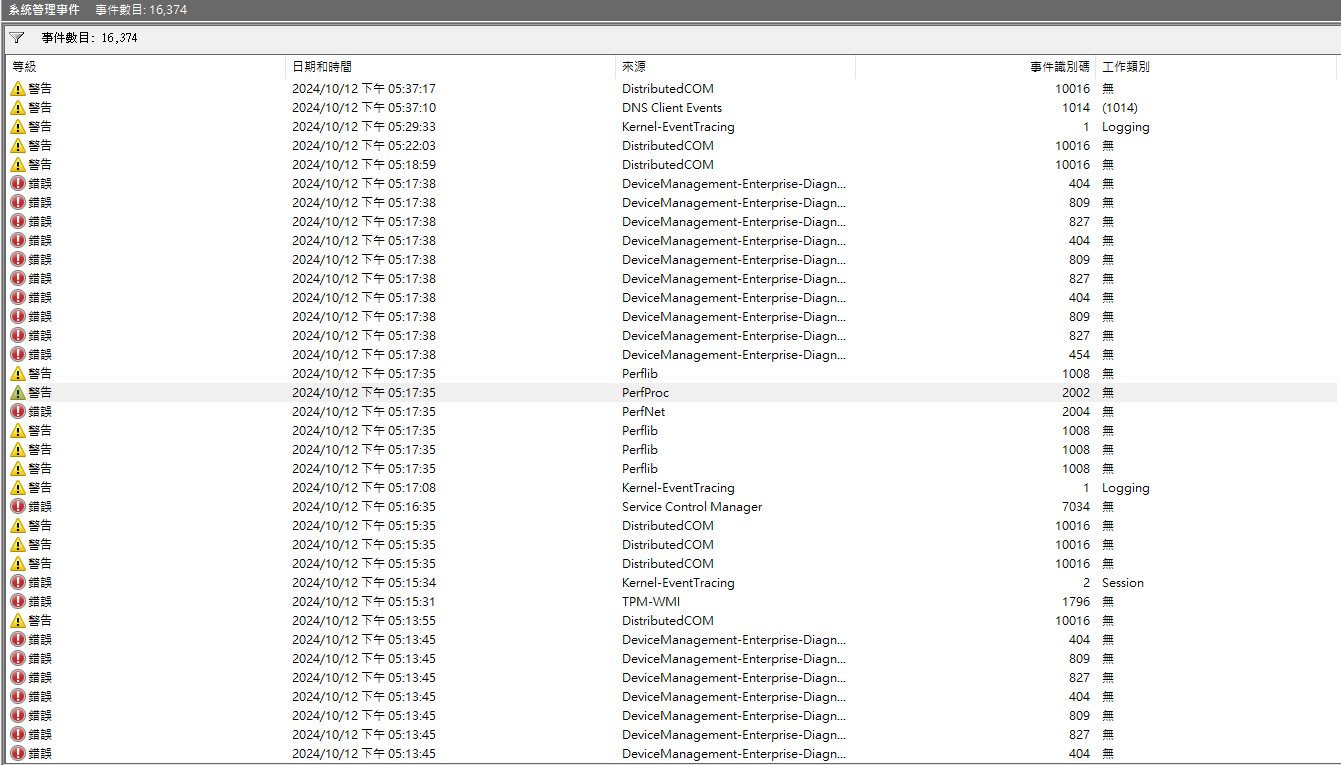 系統管理事件 事件數目: 16,374
事件數目: 16,374
等級 日期和時間 來源 事件識別碼 工作類別
警告 2024/10/12 下午 05:37:17 DistributedCOM 10016 無
警告 2024/10/12 下午 05:37:10 DNS Client Events 1014 (1014)
警告 2024/10/12 下午 05:29:33 Kernel-EventTracing 1 Logging
警告 2024/10/12 下午 05:22:03 DistributedCOM 10016 無
警告 2024/10/12 下午 05:18:59 DistributedCOM 10016 無
錯誤 2024/10/12 下午 05:17:38 DeviceManagement-Enterprise-Diagn... 404 無
錯誤 2024/10/12 下午 05:17:38 DeviceManagement-Enterprise-Diagn... 809 無
錯誤 2024/10/12 下午 05:17:38 DeviceManagement-Enterprise-Diagn... 827 無
錯誤 2024/10/12 下午 05:17:38 DeviceManagement-Enterprise-Diagn... 404 無
錯誤 2024/10/12 下午 05:17:38 DeviceManagement-Enterprise-Diagn... 809 無
錯誤 2024/10/12 下午 05:17:38 DeviceManagement-Enterprise-Diagn... 827 無
錯誤 2024/10/12 下午 05:17:38 DeviceManagement-Enterprise-Diagn... 404 無
錯誤 2024/10/12 下午 05:17:38 DeviceManagement-Enterprise-Diagn... 809 無
錯誤 2024/10/12 下午 05:17:38 DeviceManagement-Enterprise-Diagn... 827 無
錯誤 2024/10/12 下午 05:17:38 DeviceManagement-Enterprise-Diagn... 454 無
警告 2024/10/12 下午 05:17:35 Perflib 1008 無
警告 2024/10/12 下午 05:17:35 PerfProc 2002 無
錯誤 2024/10/12 下午 05:17:35 PerfNet 2004 無
警告 2024/10/12 下午 05:17:35 Perflib 1008 無
警告 2024/10/12 下午 05:17:35 Perflib 1008 無
警告 2024/10/12 下午 05:17:35 Perflib 1008 無
警告 2024/10/12 下午 05:17:08 Kernel-EventTracing 1 Logging
錯誤 2024/10/12 下午 05:16:35 Service Control Manager 7034 無
警告 2024/10/12 下午 05:15:35 DistributedCOM 10016 無
警告 2024/10/12 下午 05:15:35 DistributedCOM 10016 無
警告 2024/10/12 下午 05:15:35 DistributedCOM 10016 無
錯誤 2024/10/12 下午 05:15:34 Kernel-EventTracing 2 Session
錯誤 2024/10/12 下午 05:15:31 TPM-WMI 1796 無
警告 2024/10/12 下午 05:13:55 DistributedCOM 10016 無
錯誤 2024/10/12 下午 05:13:45 DeviceManagement-Enterprise-Diagn... 404 無
錯誤 2024/10/12 下午 05:13:45 DeviceManagement-Enterprise-Diagn... 809 無
錯誤 2024/10/12 下午 05:13:45 DeviceManagement-Enterprise-Diagn... 827 無
錯誤 2024/10/12 下午 05:13:45 DeviceManagement-Enterprise-Diagn... 404 無
錯誤 2024/10/12 下午 05:13:45 DeviceManagement-Enterprise-Diagn... 809 無
錯誤 2024/10/12 下午 05:13:45 DeviceManagement-Enterprise-Diagn... 827 無
錯誤 2024/10/12 下午 05:13:45 DeviceManagement-Enterprise-Diagn... 404 無